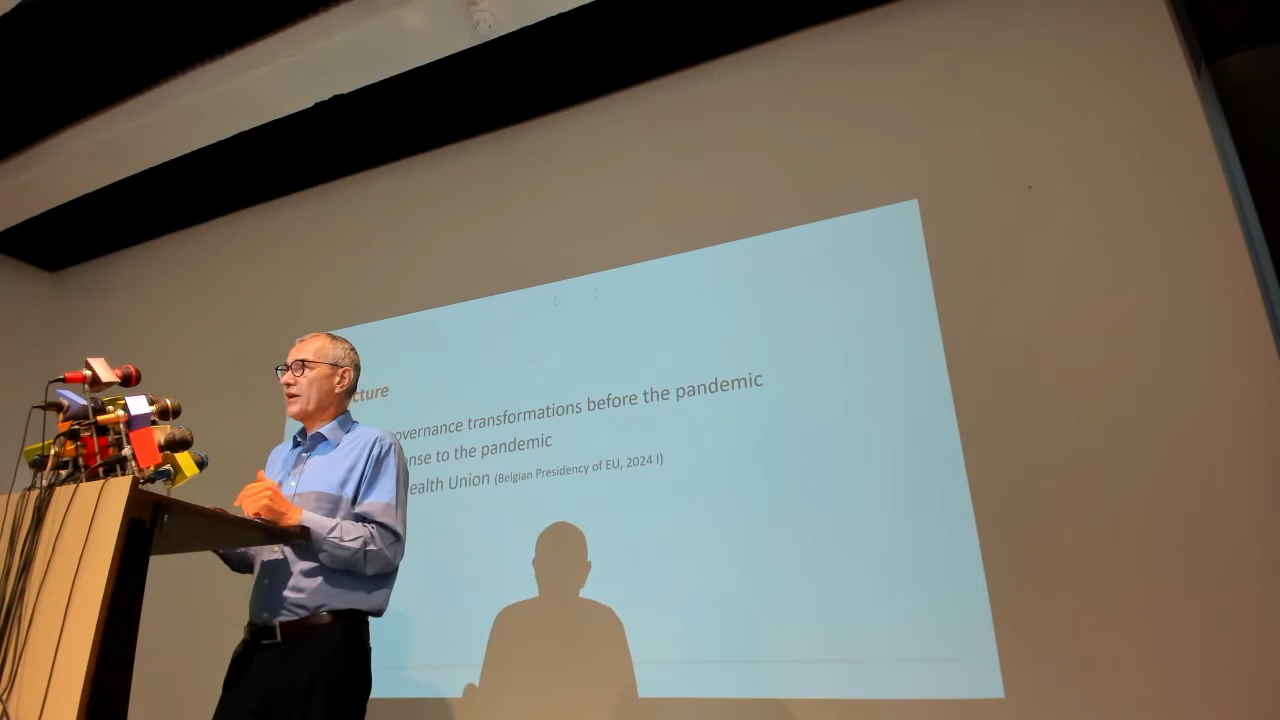 cture
overnance transformations before the pandemic
onse to the pandemic
ealth Union (Belgian Presidency of EU, 2024 I)